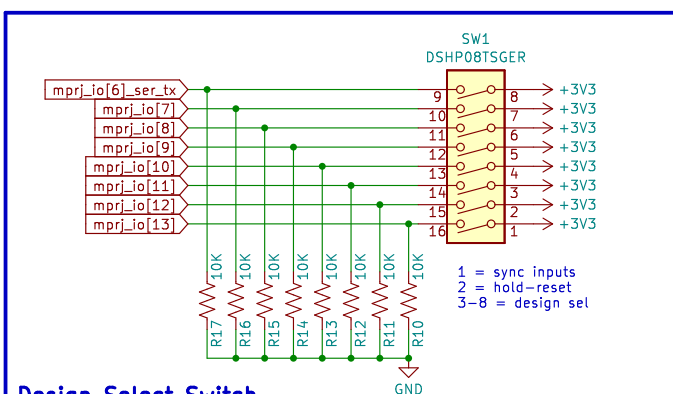 SW1
DSHP08TSGER
mprj_io[6]_ser_tx 9 8 +3V3
mprj_io[7] 10 7 +3V3
mprj_io[8] 11 6 +3V3
mprj_io[9] 12 5 +3V3
mprj_io[10] 13 4 +3V3
mprj_io[11] 14 3 +3V3
mprj_io[12] 15 2 +3V3
mprj_io[13] 16 1 +3V3
10K 10K 10K 10K 10K 10K 10K 10K
R17 R16 R15 R14 R13 R12 R11 R10
1 = sync inputs
2 = hold-reset
3-8 = design sel
GND
Design Select Switch